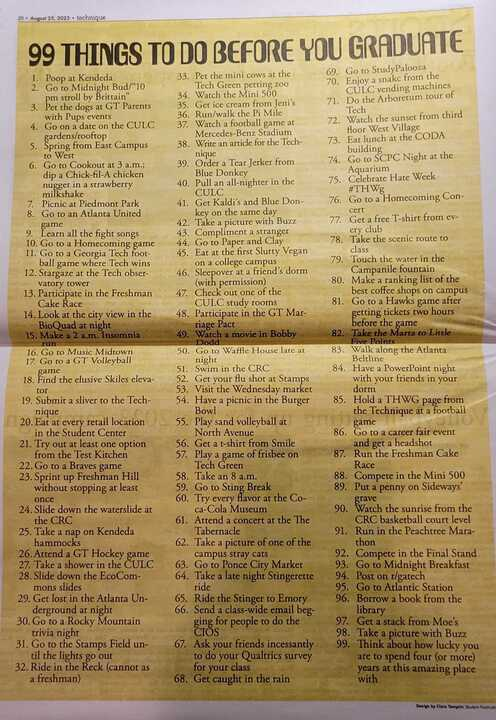 20 • August 25, 2023 • technique
99 THINGS TO DO BEFORE YOU GRADUATE
1. Poop at Kendeda
2. Go to Midnight Bud/"10
pm stroll by Brittain"
3. Pet the dogs at GT Parents
with Pups events
4. Go on a date on the CULC
gardens/rooftop
5. Spring from East Campus
to West
6. Go to Cookout at 3 a.m.;
dip a Chick-fil-A chicken
nugget in a strawberry
milkshake
7. Picnic at Piedmont Park
8. Go to an Atlanta United
game
9. Learn all the fight songs
10. Go to a Homecoming game
11. Go to a Georgia Tech foot-
ball game where Tech wins
12. Stargaze at the Tech obser-
vatory tower
13. Participate in the Freshman
Cake Race
14. Look at the city view in the
BioQuad at night
15. Make a 2 a.m. Insomnia
run
16. Go to Music Midtown
17. Go to a GT Volleyball
game
18. Find the elusive Skiles eleva-
tor
19. Submit a sliver to the Tech-
nique
20. Eat at every retail location
in the Student Center
21. Try out at least one option
from the Test Kitchen
22. Go to a Braves game
23. Sprint up Freshman Hill
without stopping at least
once
24. Slide down the waterslide at
the CRC
25. Take a nap on Kendeda
hammocks
26. Attend a GT Hockey game
27. Take a shower in the CULC
28. Slide down the EcoCom-
mons slides
29. Get lost in the Atlanta Un-
derground at night
30. Go to a Rocky Mountain
trivia night
31. Go to the Stamps Field un-
til the lights go out
32. Ride in the Reck (cannot as
a freshman)
33. Pet the mini cows at the
Tech Green petting zoo
34. Watch the Mini 500
35. Get ice cream from Jeni's
36. Run/walk the Pi Mile
37. Watch a football game at
Mercedes-Benz Stadium
38. Write an article for the Tech-
nique
39. Order a Tear Jerker from
Blue Donkey
40. Pull an all-nighter in the
CULC
41. Get Kaldi's and Blue Don-
key on the same day
42. Take a picture with Buzz
43. Compliment a stranger
44. Go to Paper and Clay
45. Eat at the first Slutty Vegan
on a college campus
46. Sleepover at a friend's dorm
(with permission)
47. Check out one of the
CULC study rooms
48. Participate in the GT Mar-
riage Pact
49. Watch a movie in Bobby
Dodd
50. Go to Waffle House late at
night
51. Swim in the CRC
52. Get your flu shot at Stamps
53. Visit the Wednesday market
54. Have a picnic in the Burger
Bowl
55. Play sand volleyball at
North Avenue
56. Get a t-shirt from Smile
57. Play a game of frisbee on
Tech Green
58. Take an 8 a.m.
59. Go to Sting Break
60. Try every flavor at the Co-
ca-Cola Museum
61. Attend a concert at the The
Tabernacle
62. Take a picture of one of the
campus stray cats
63. Go to Ponce City Market
64. Take a late night Stingerette
ride
65. Ride the Stinger to Emory
66. Send a class-wide email beg-
ging for people to do the
CIOS
67. Ask your friends incessantly
to do your Qualtrics survey
for your class
68. Get caught in the rain
69. Go to StudyPalooza
70. Enjoy a snake from the
CULC vending machines
71. Do the Arboretum tour of
Tech
72. Watch the sunset from third
floor West Village
73. Eat lunch at the CODA
building
74. Go to SCPC Night at the
Aquarium
75. Celebrate Hate Week
#THWg
76. Go to a Homecoming Con-
cert
77. Get a free T-shirt from ev-
ery club
78. Take the scenic route to
class
79. Touch the water in the
Campanile fountain
80. Make a ranking list of the
best coffee shops on campus
81. Go to a Hawks game after
getting tickets two hours
before the game
82. Take the Marta to Little
Five Points
83. Walk along the Atlanta
Beltline
84. Have a PowerPoint night
with your friends in your
dorm
85. Hold a THWG page from
the Technique at a football
game
86. Go to a career fair event
and get a headshot
87. Run the Freshman Cake
Race
88. Compete in the Mini 500
89. Put a penny on Sideways'
grave
90. Watch the sunrise from the
CRC basketball court level
91. Run in the Peachtree Mara-
thon
92. Compete in the Final Stand
93. Go to Midnight Breakfast
94. Post on r/gatech
95. Go to Atlantic Station
96. Borrow a book from the
library
97. Get a stack from Moe's
98. Take a picture with Buzz
99. Think about how lucky you
are to spend four (or more)
years at this amazing place
with